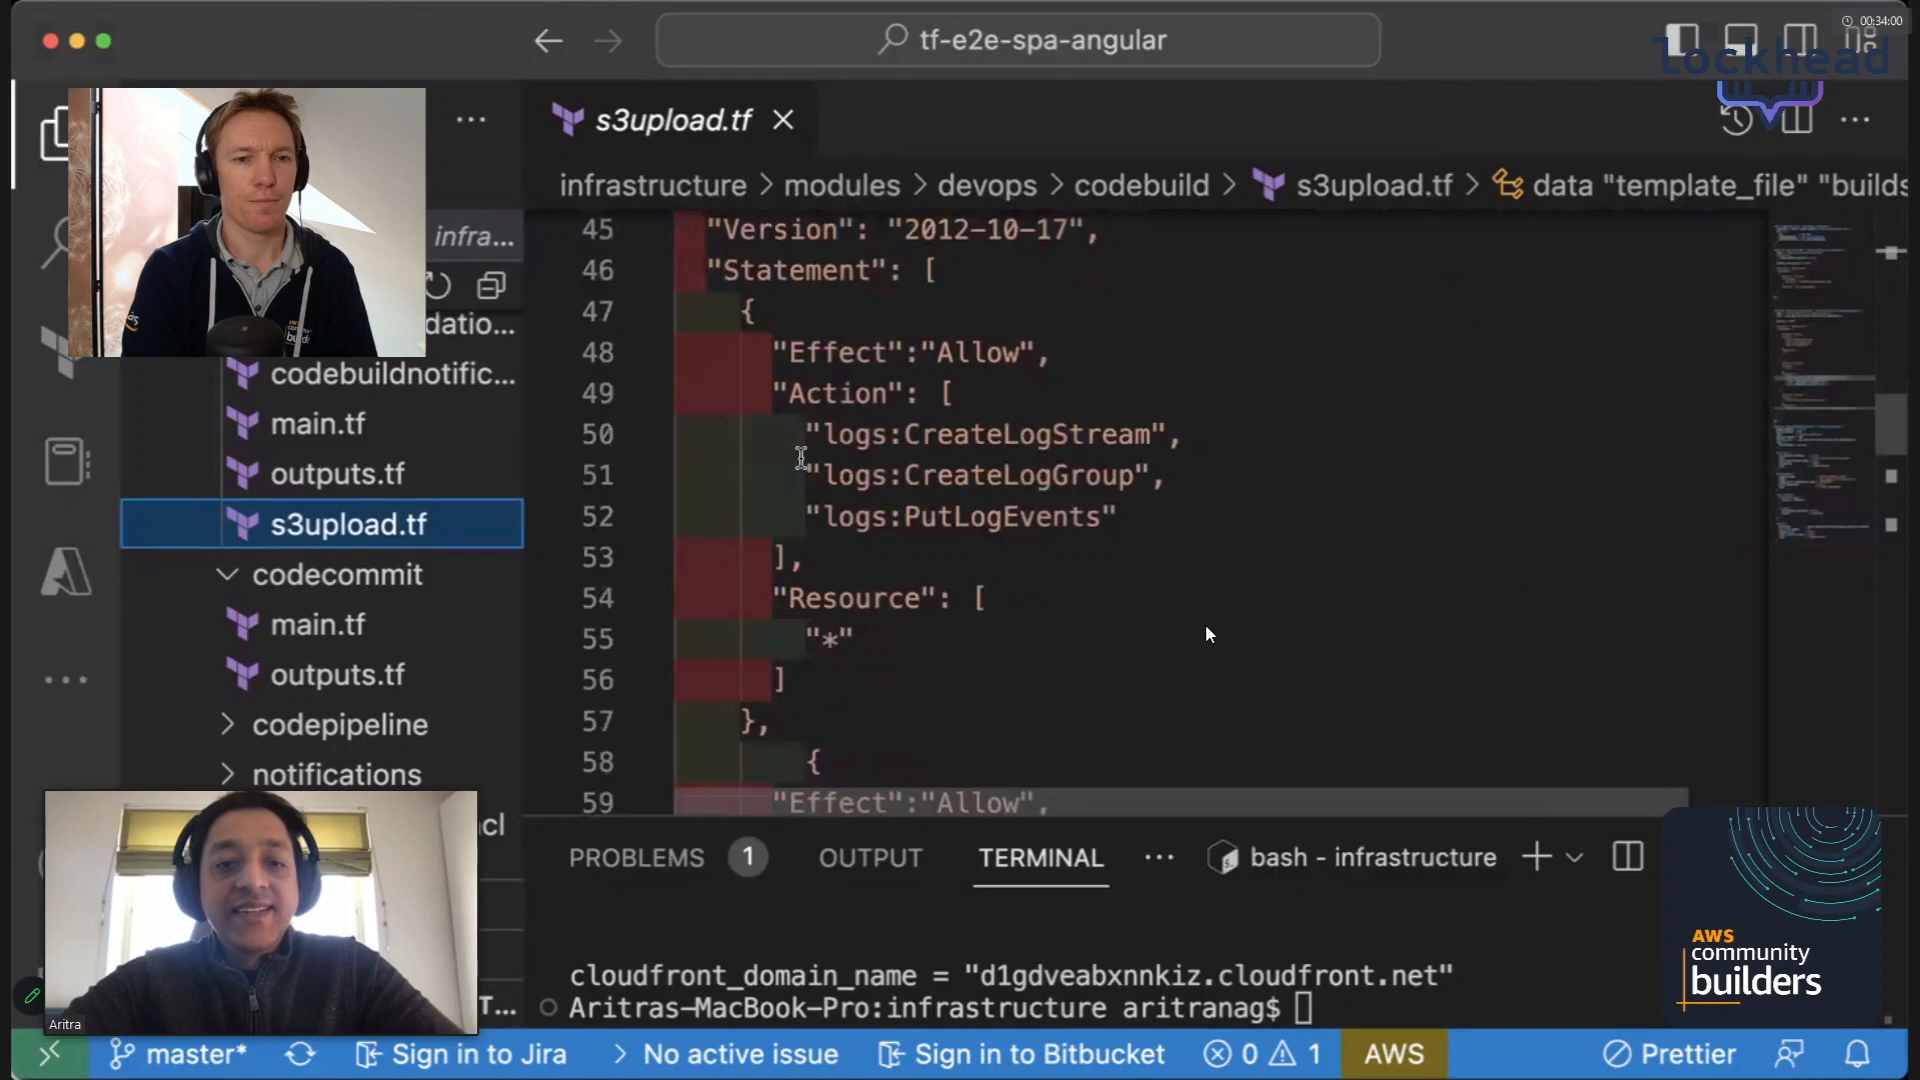 tf-e2e-spa-angular
00:34:00
lockhead
s3upload.tf
infrastructure > modules > devops > codebuild > s3upload.tf > data "template_file" "builds
infra...
datio...
codebuildnotific...
main.tf
outputs.tf
s3upload.tf
codecommit
main.tf
outputs.tf
codepipeline
notifications
acl
T...
45 "Version": "2012-10-17",
46 "Statement": [
47 {
48 "Effect":"Allow",
49 "Action": [
50 "logs:CreateLogStream",
51 "logs:CreateLogGroup",
52 "logs:PutLogEvents"
53 ],
54 "Resource": [
55 "*"
56 ]
57 },
58 {
59 "Effect":"Allow",
PROBLEMS 1 OUTPUT TERMINAL ... bash - infrastructure
cloudfront_domain_name = "d1gdveabxnnkiz.cloudfront.net"
Aritras-MacBook-Pro:infrastructure aritranag$
Aritra
AWS
community
builders
master* Sign in to Jira > No active issue Sign in to Bitbucket 0 1 AWS Prettier